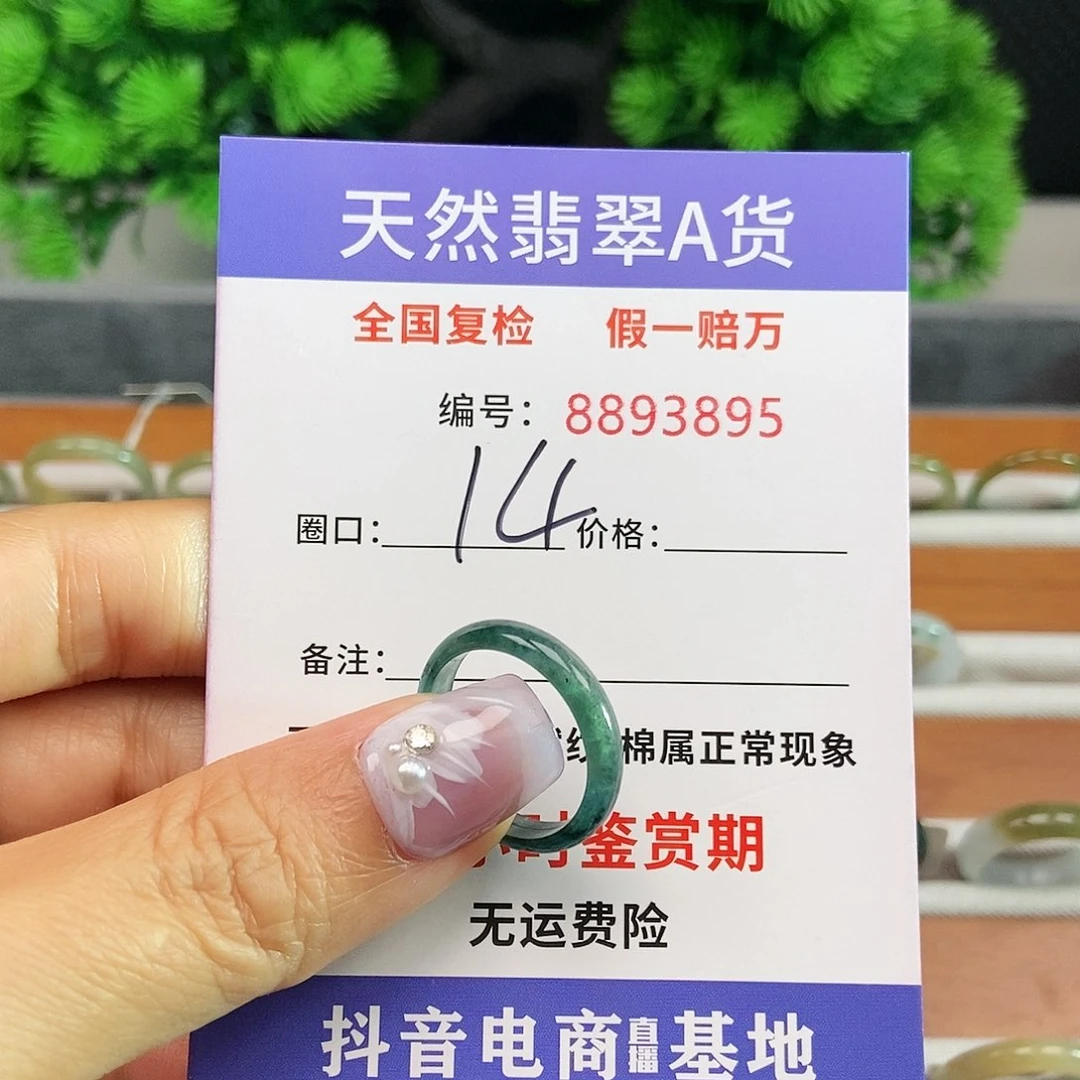 天然翡翠A货
全国复检 假一赔万
编号：8893895
圈口：14 价格：
备注：
棉属正常现象
时鉴赏期
无运费险
抖音电商直播基地